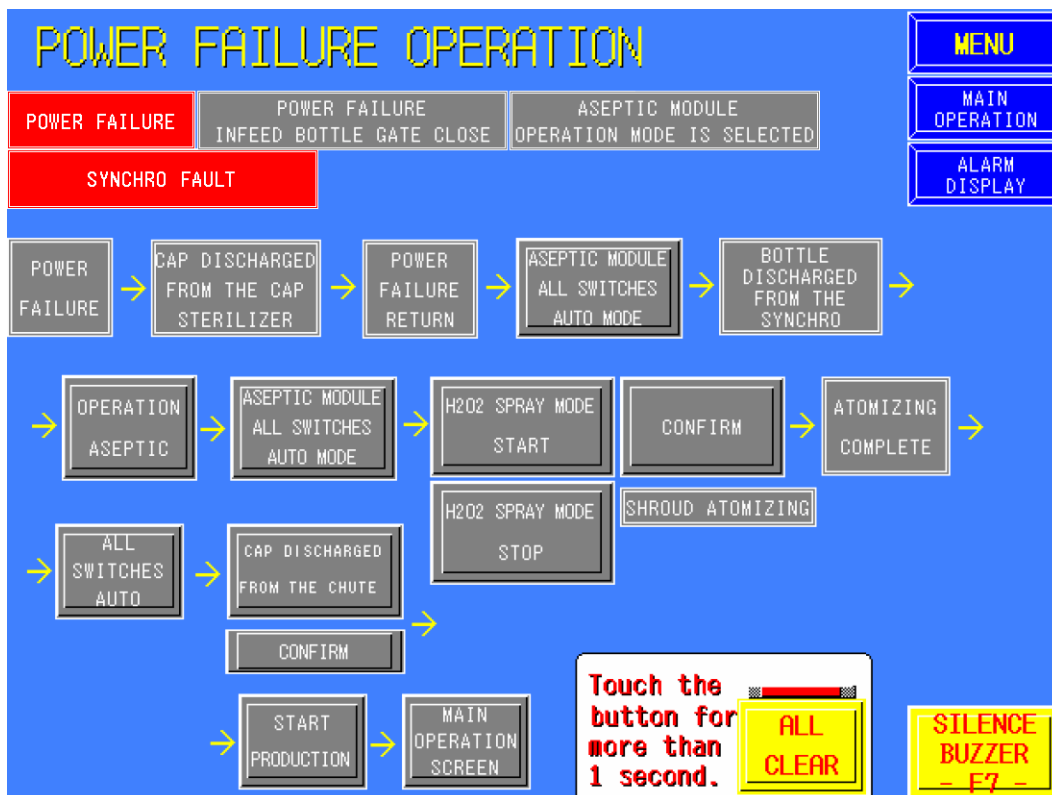 POWER FAILURE OPERATION
MENU
POWER FAILURE
POWER FAILURE
INFEED BOTTLE GATE CLOSE
ASEPTIC MODULE
OPERATION MODE IS SELECTED
MAIN
OPERATION
SYNCHRO FAULT
ALARM
DISPLAY
POWER
FAILURE
CAP DISCHARGED
FROM THE CAP
STERILIZER
POWER
FAILURE
RETURN
ASEPTIC MODULE
ALL SWITCHES
AUTO MODE
BOTTLE
DISCHARGED
FROM THE
SYNCHRO
OPERATION
ASEPTIC
ASEPTIC MODULE
ALL SWITCHES
AUTO MODE
H2O2 SPRAY MODE
START
CONFIRM
ATOMIZING
COMPLETE
H2O2 SPRAY MODE
STOP
SHROUD ATOMIZING
ALL
SWITCHES
AUTO
CAP DISCHARGED
FROM THE CHUTE
CONFIRM
START
PRODUCTION
MAIN
OPERATION
SCREEN
Touch the
button for
more than
1 second.
ALL
CLEAR
SILENCE
BUZZER
- F7 -